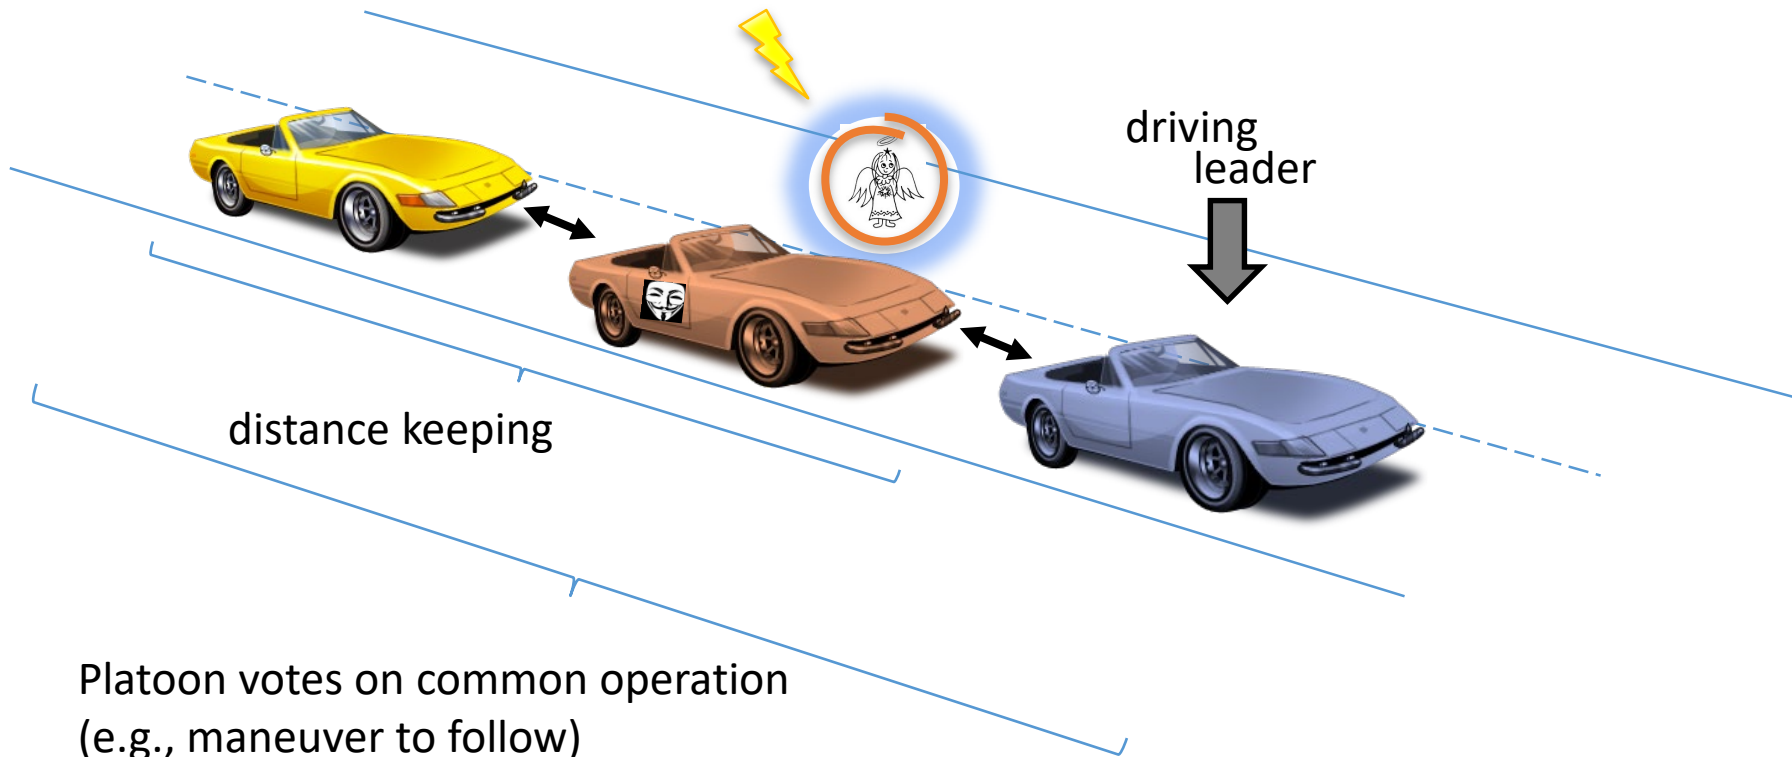 driving
leader
distance keeping
Platoon votes on common operation
(e.g., maneuver to follow)